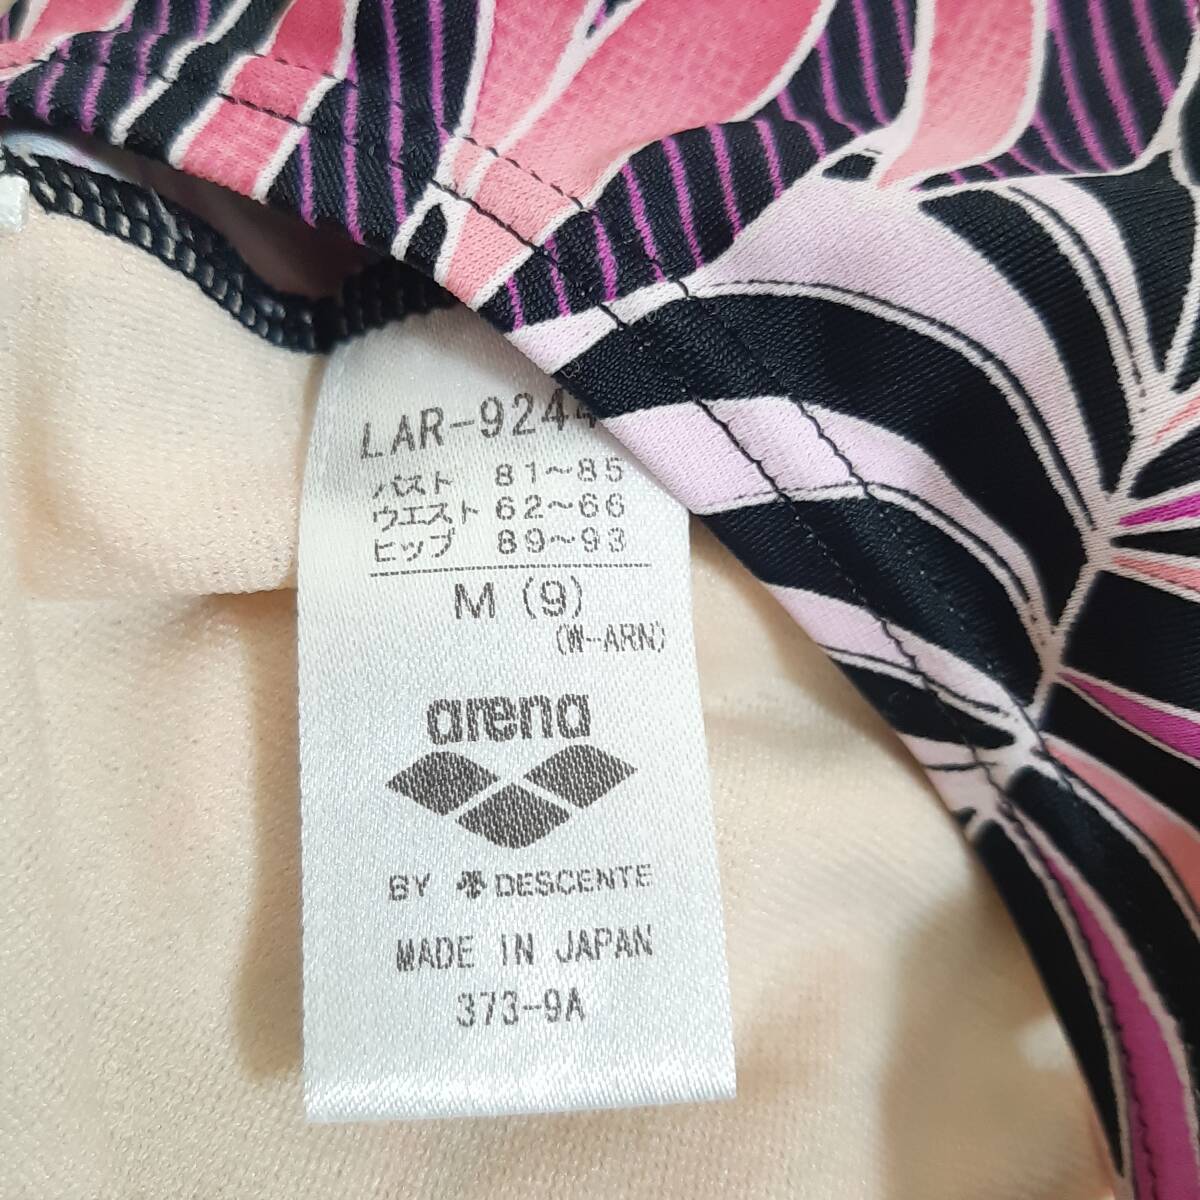 LAR-9244
バスト 81~85
ウエスト 62~66
ヒップ 89~93
M (9)
(W-ARN)
arena
BY DESCENTE
MADE IN JAPAN
373-9A